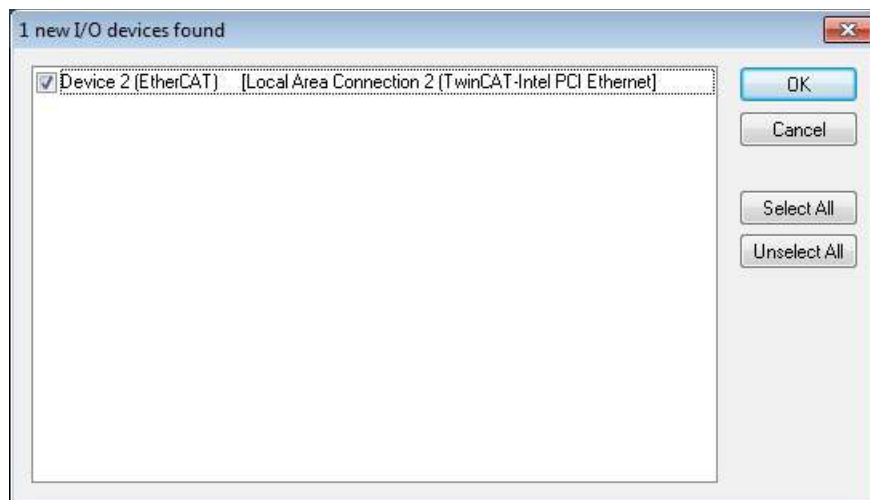 1 new I/O devices found
Device 2 (EtherCAT) [Local Area Connection 2 (TwinCAT-Intel PCI Ethernet]
OK
Cancel
Select All
Unselect All